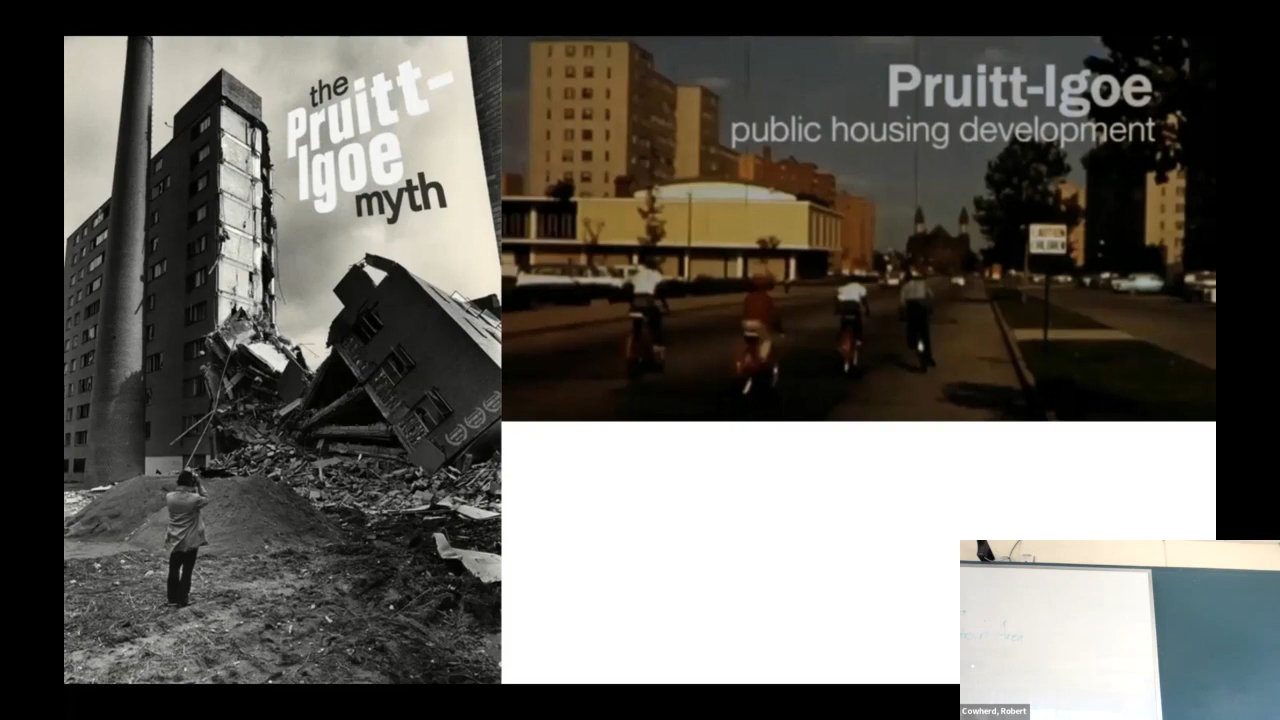 the
Pruitt-
Igoe
myth
Pruitt-Igoe
public housing development
Cowherd, Robert